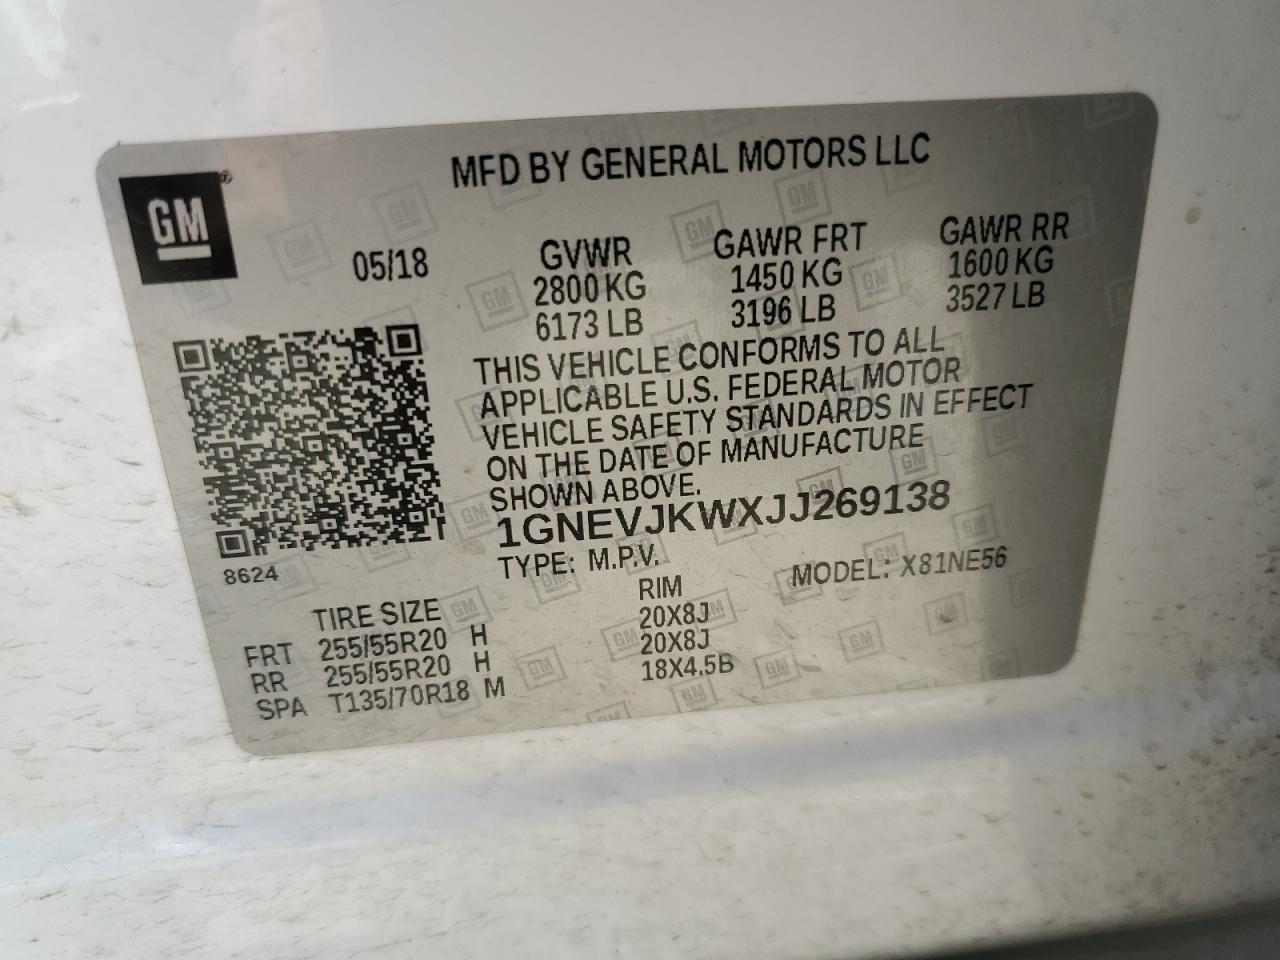 MFD BY GENERAL MOTORS LLC
GM
®
05/18 GVWR GAWR FRT GAWR RR
2800 KG 1450 KG 1600 KG
6173 LB 3196 LB 3527 LB
THIS VEHICLE CONFORMS TO ALL
APPLICABLE U.S. FEDERAL MOTOR
VEHICLE SAFETY STANDARDS IN EFFECT
ON THE DATE OF MANUFACTURE
SHOWN ABOVE.
1GNEVJKWXJJ269138
8624
TYPE: M.P.V. MODEL: X81NE56
TIRE SIZE RIM
FRT 255/55R20 H 20X8J
RR 255/55R20 H 20X8J
SPA T135/70R18 M 18X4.5B